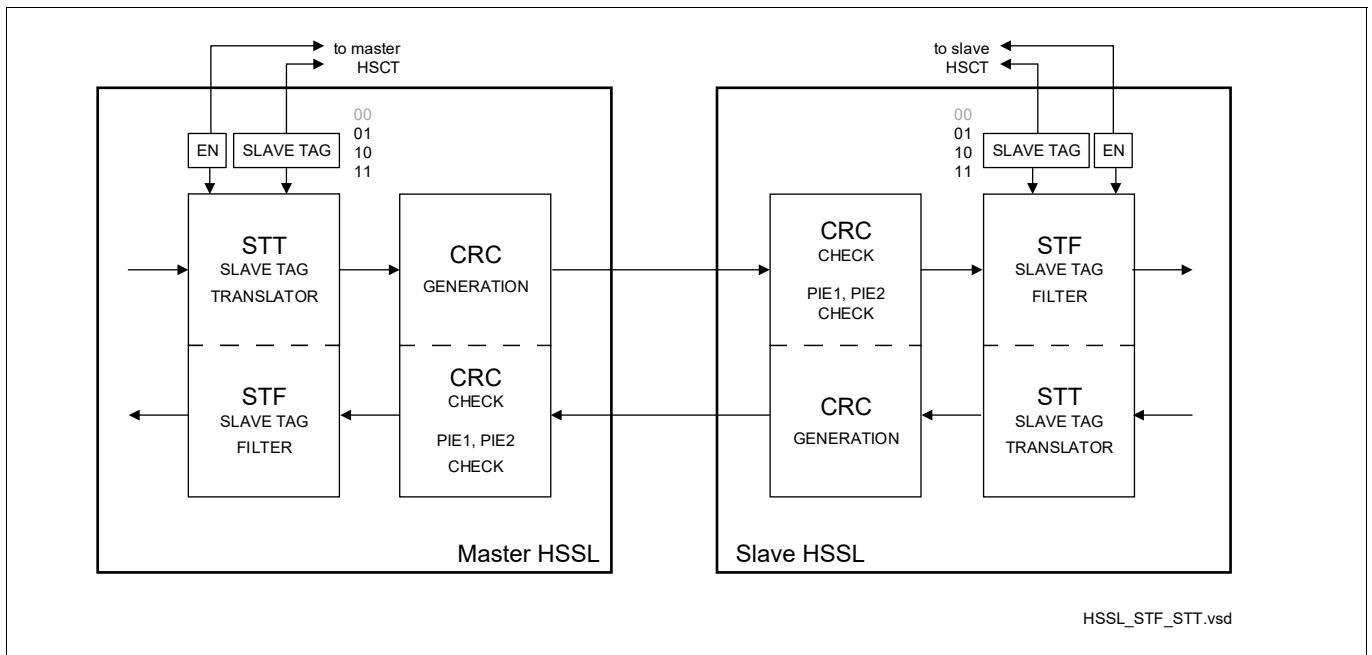 to master
HSCT
to slave
HSCT
EN
SLAVE TAG
00
01
10
11
00
01
10
11
SLAVE TAG
EN
STT
SLAVE TAG
TRANSLATOR
CRC
GENERATION
STF
SLAVE TAG
FILTER
CRC
CHECK
PIE1, PIE2
CHECK
Master HSSL
CRC
CHECK
PIE1, PIE2
CHECK
STF
SLAVE TAG
FILTER
CRC
GENERATION
STT
SLAVE TAG
TRANSLATOR
Slave HSSL
HSSL_STF_STT.vsd